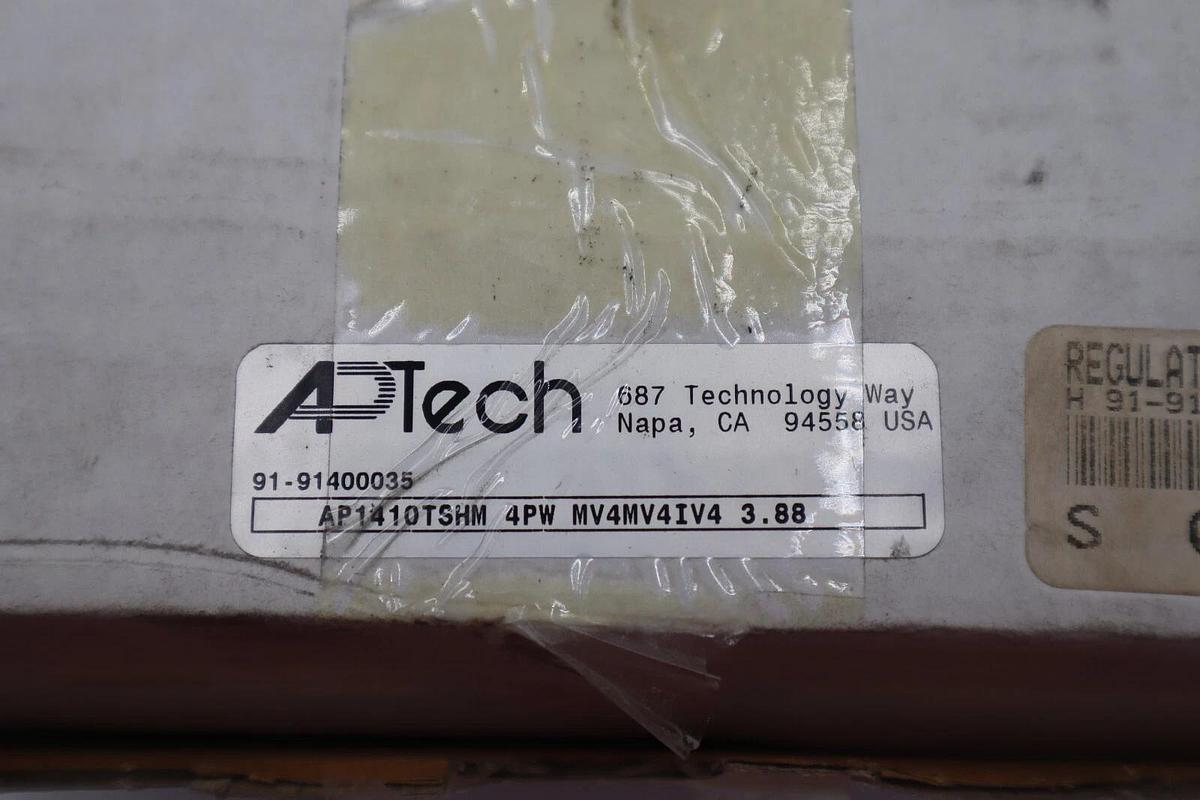 APTech
687 Technology Way
Napa, CA 94558 USA
91-91400035
AP1410TSHM 4PW MV4MV4IV4 3.88
REGULAT
H 91-91
S